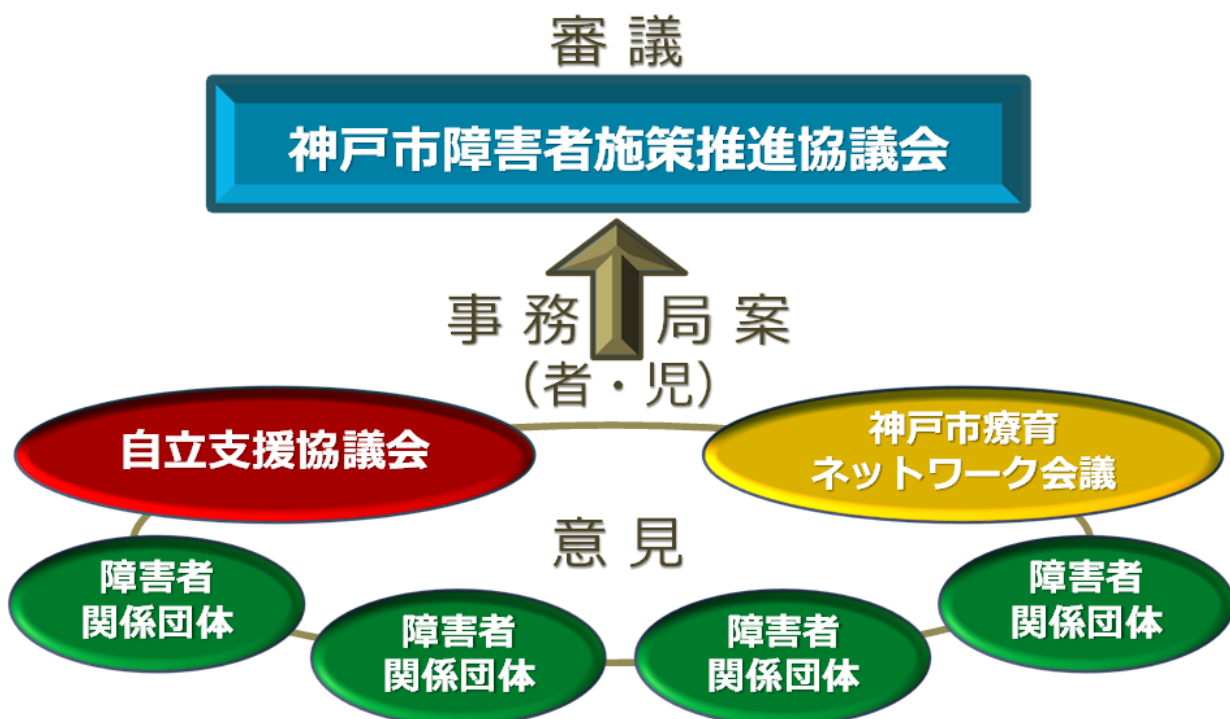 審議
神戸市障害者施策推進協議会
事務局案
(者・児)
自立支援協議会
神戸市療育
ネットワーク会議
意見
障害者
関係団体
障害者
関係団体
障害者
関係団体
障害者
関係団体